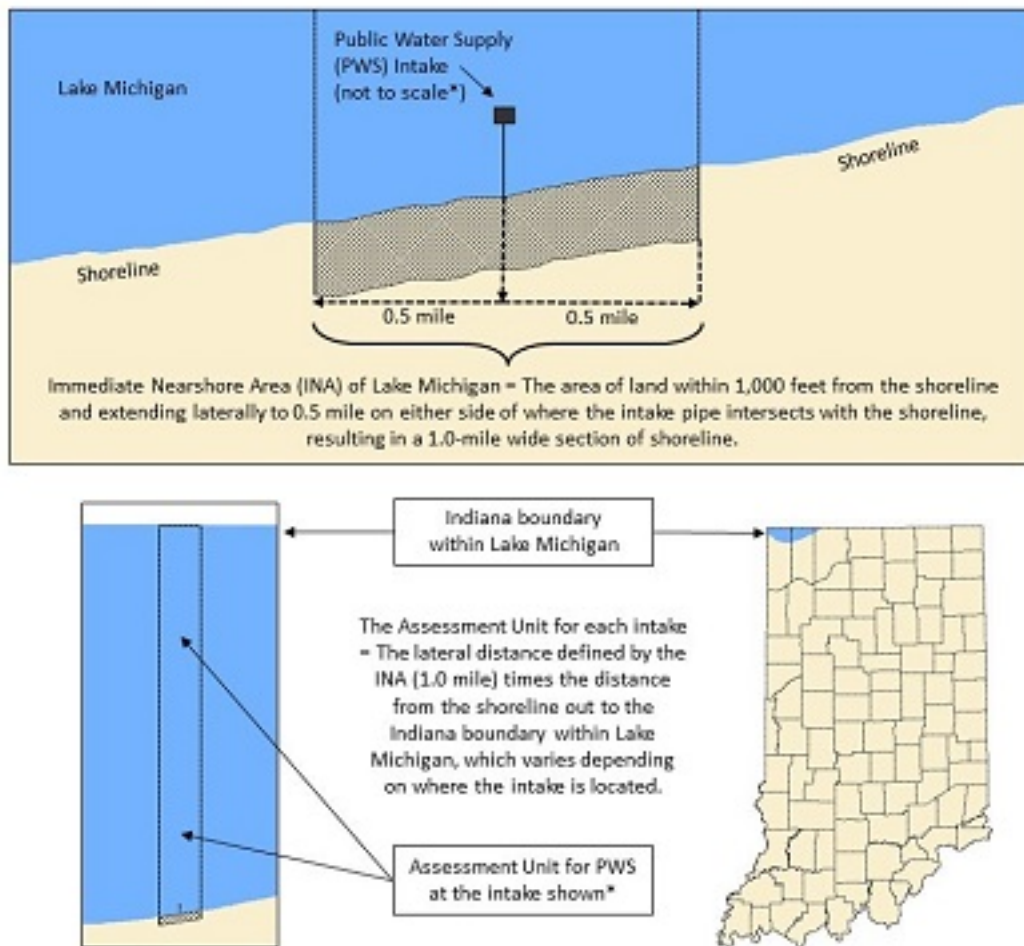 Public Water Supply
(PWS) Intake
(not to scale*)
Lake Michigan
Shoreline
Shoreline
0.5 mile
0.5 mile
Immediate Nearshore Area (INA) of Lake Michigan = The area of land within 1,000 feet from the shoreline
and extending laterally to 0.5 mile on either side of where the intake pipe intersects with the shoreline,
resulting in a 1.0-mile wide section of shoreline.
Indiana boundary
within Lake Michigan
The Assessment Unit for each intake
= The lateral distance defined by the
INA (1.0 mile) times the distance
from the shoreline out to the
Indiana boundary within Lake
Michigan, which varies depending
on where the intake is located.
Assessment Unit for PWS
at the intake shown*